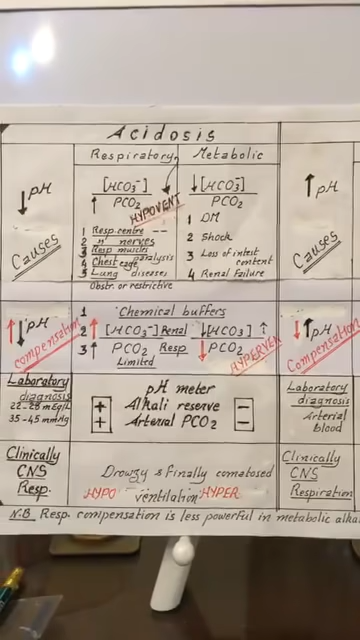 Acidosis
Respiratory
Metabolic
↓pH
Causes
[HCO3⁻]
↑ PCO2
HYPOVENT
1 Resp. centre --
2 n' nerves
3 Resp muscles paralysis
4 Chest cage
5 Lung diseases
Obstr. or restrictive
↓[HCO3⁻]
PCO2
1 DM
2 Shock
3 Loss of intest content
4 Renal Failure
↑pH
Causes
↑↓pH
compensation
1 Chemical buffers
2 ↑ [HCO3⁻] Renal ↓[HCO3⁻] ↑
3 ↑ PCO2 Resp ↓ PCO2
Limited
HYPERVEN
↓↑pH
Compensation
Laboratory
diagnosis
22-28 mEq/L
35-45 mmHg
pH meter
+ Alkali reserve -
+ Arterial PCO2 -
Laboratory
diagnosis
Arterial
blood
Clinically
CNS
Resp.
Drowzy & finally comatosed
HYPO ventilation HYPER
Clinically
CNS
Respiration
N.B Resp. compensation is less powerful in metabolic alka